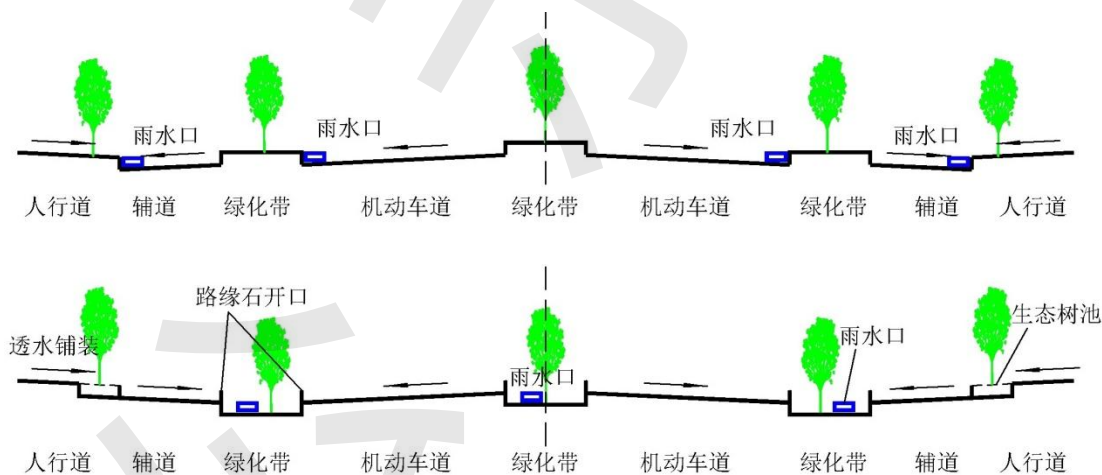 雨水口 雨水口 雨水口 雨水口
人行道 辅道 绿化带 机动车道 绿化带 机动车道 绿化带 辅道 人行道
路缘石开口 生态树池
透水铺装 雨水口
雨水口
人行道 辅道 绿化带 机动车道 绿化带 机动车道 绿化带 辅道 人行道